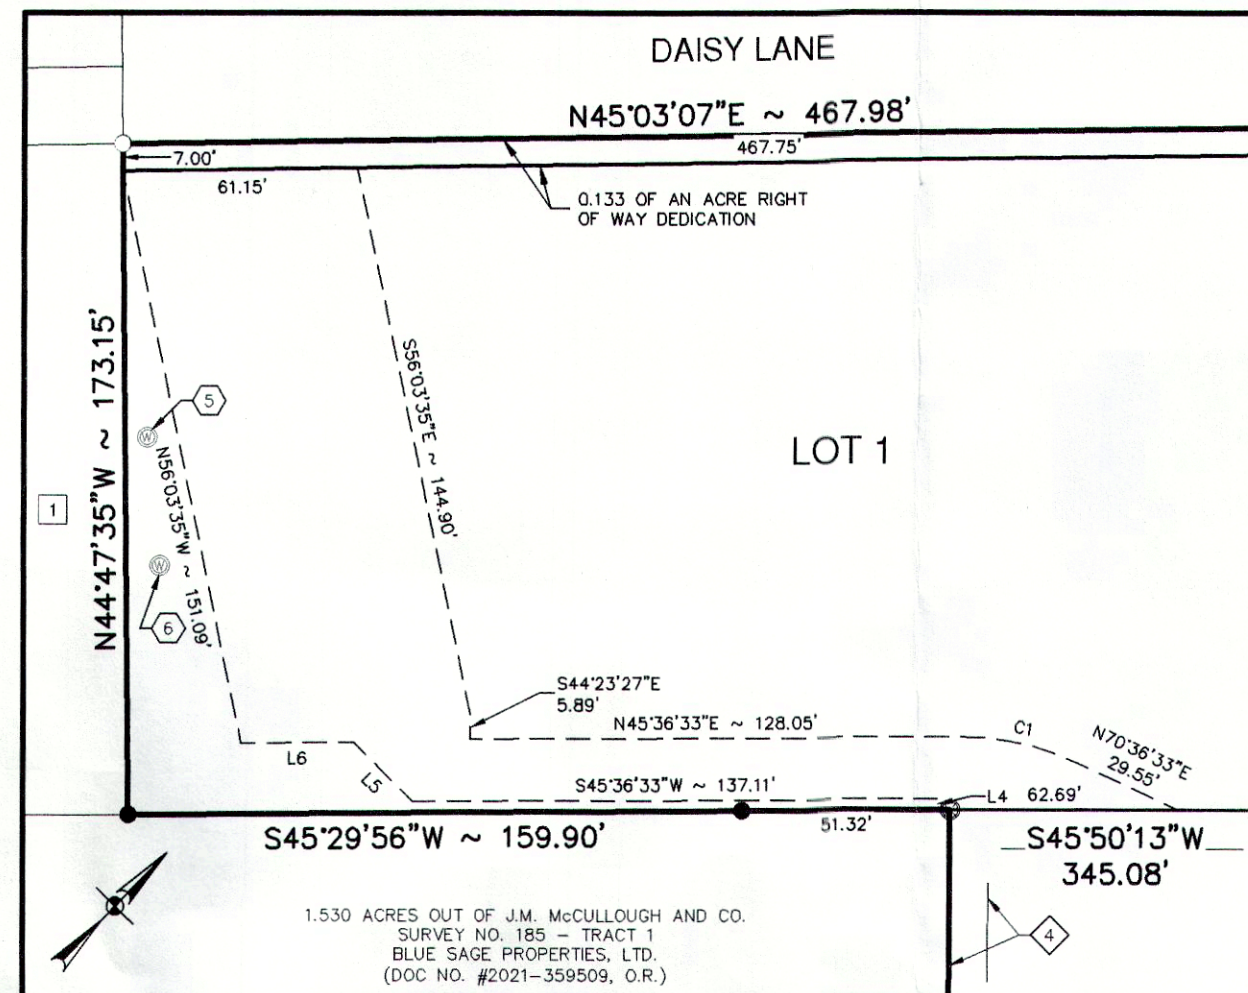 DAISY LANE
N45°03'07"E ~ 467.98'
467.75'
7.00'
61.15'
0.133 OF AN ACRE RIGHT
OF WAY DEDICATION
N44°47'35"W ~ 173.15'
S56°03'35"E ~ 144.90'
5
W
N56°03'35"W ~ 151.09'
LOT 1
1
W
6
S44°23'27"E
5.89'
N45°36'33"E ~ 128.05'
C1
N70°36'33"E
29.55'
L6
L5
S45°36'33"W ~ 137.11'
L4
62.69'
S45°29'56"W ~ 159.90'
51.32'
S45°50'13"W
345.08'
1.530 ACRES OUT OF J.M. McCULLOUGH AND CO.
SURVEY NO. 185 – TRACT 1
BLUE SAGE PROPERTIES, LTD.
(DOC NO. #2021–359509, O.R.)
4